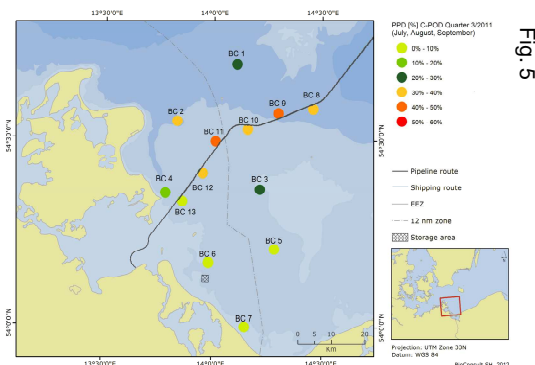 13°30'0"E
14°0'0"E
14°30'0"E
PPD [%] C-POD Quarter 3/2011
(July, August, September)
0% - 10%
10% - 20%
20% - 30%
30% - 40%
40% - 50%
50% - 60%
Fig. 5
BC 1
BC 2
BC 9
BC 8
BC 10
BC 11
54°30'0"N
54°30'0"N
BC 4
BC 12
BC 3
BC 13
Pipeline route
Shipping route
EEZ
12 nm zone
Storage area
BC 6
BC 5
BC 7
54°0'0"N
54°0'0"N
0 5 10 20
Km
13°30'0"E
14°0'0"E
14°30'0"E
Projection: UTM Zone 33N
Datum: WGS 84